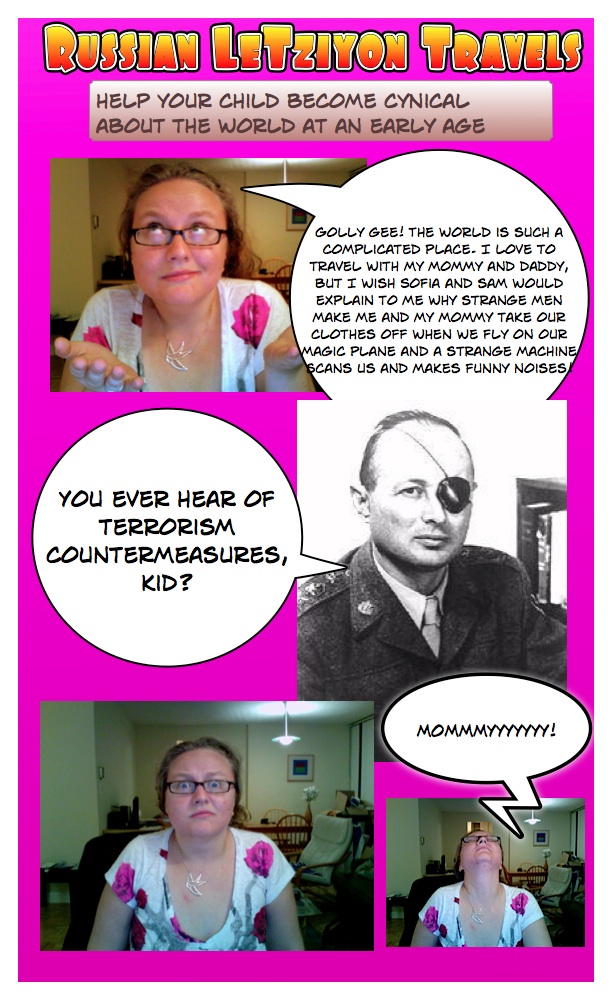 RUSSIAN LETZIYON TRAVELS
HELP YOUR CHILD BECOME CYNICAL
ABOUT THE WORLD AT AN EARLY AGE
GOLLY GEE! THE WORLD IS SUCH A
COMPLICATED PLACE. I LOVE TO
TRAVEL WITH MY MOMMY AND DADDY,
BUT I WISH SOFIA AND SAM WOULD
EXPLAIN TO ME WHY STRANGE MEN
MAKE ME AND MY MOMMY TAKE OUR
CLOTHES OFF WHEN WE FLY ON OUR
MAGIC PLANE AND A STRANGE MACHINE
SCANS US AND MAKES FUNNY NOISES!
YOU EVER HEAR OF
TERRORISM
COUNTERMEASURES,
KID?
MOMMMYYYYYYY!